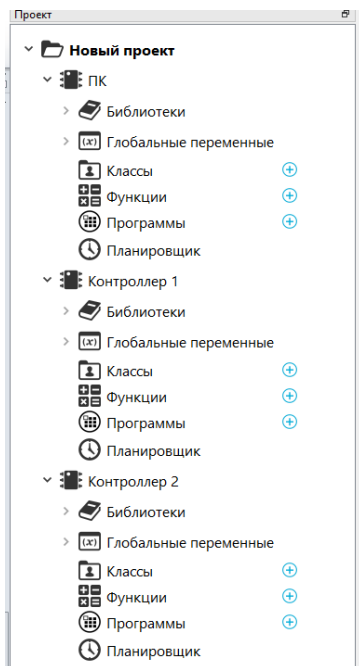 Проект
Новый проект
ПК
Библиотеки
(x) Глобальные переменные
Классы
Функции
Программы
Планировщик
Контроллер 1
Библиотеки
(x) Глобальные переменные
Классы
Функции
Программы
Планировщик
Контроллер 2
Библиотеки
(x) Глобальные переменные
Классы
Функции
Программы
Планировщик